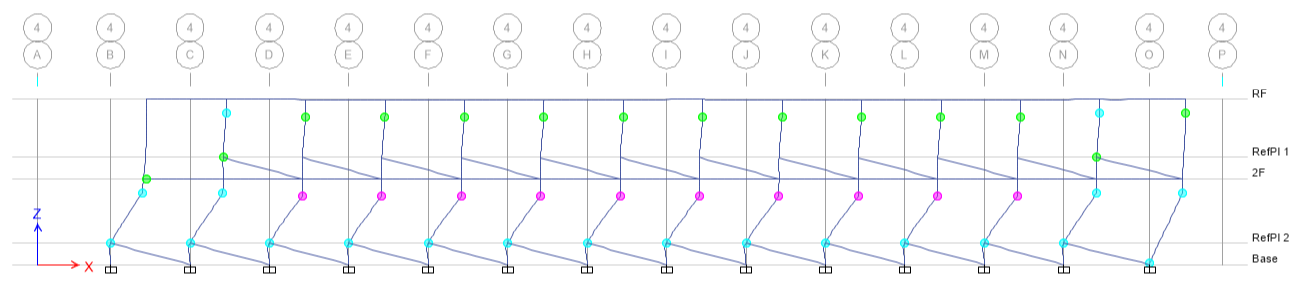 4 4 4 4 4 4 4 4 4 4 4 4 4 4 4 4
A B C D E F G H I J K L M N O P
RF
RefPl 1
2F
Z
RefPl 2
X Base